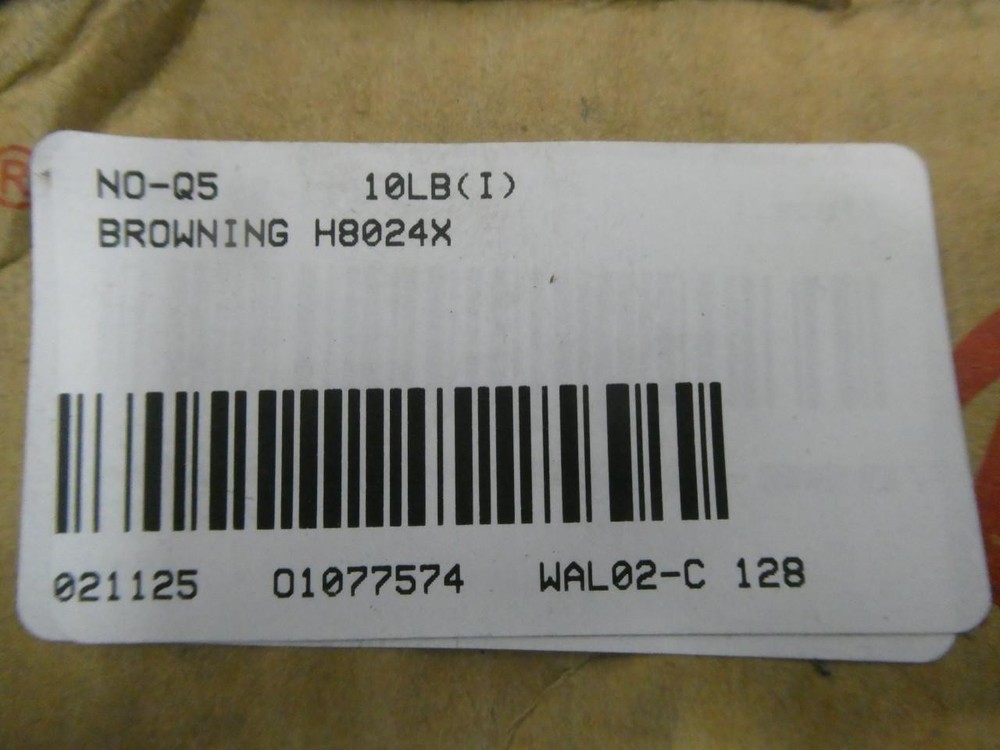 ®
NO-Q5 10LB(I)
BROWNING H8024X
021125 01077574 WAL02-C 128